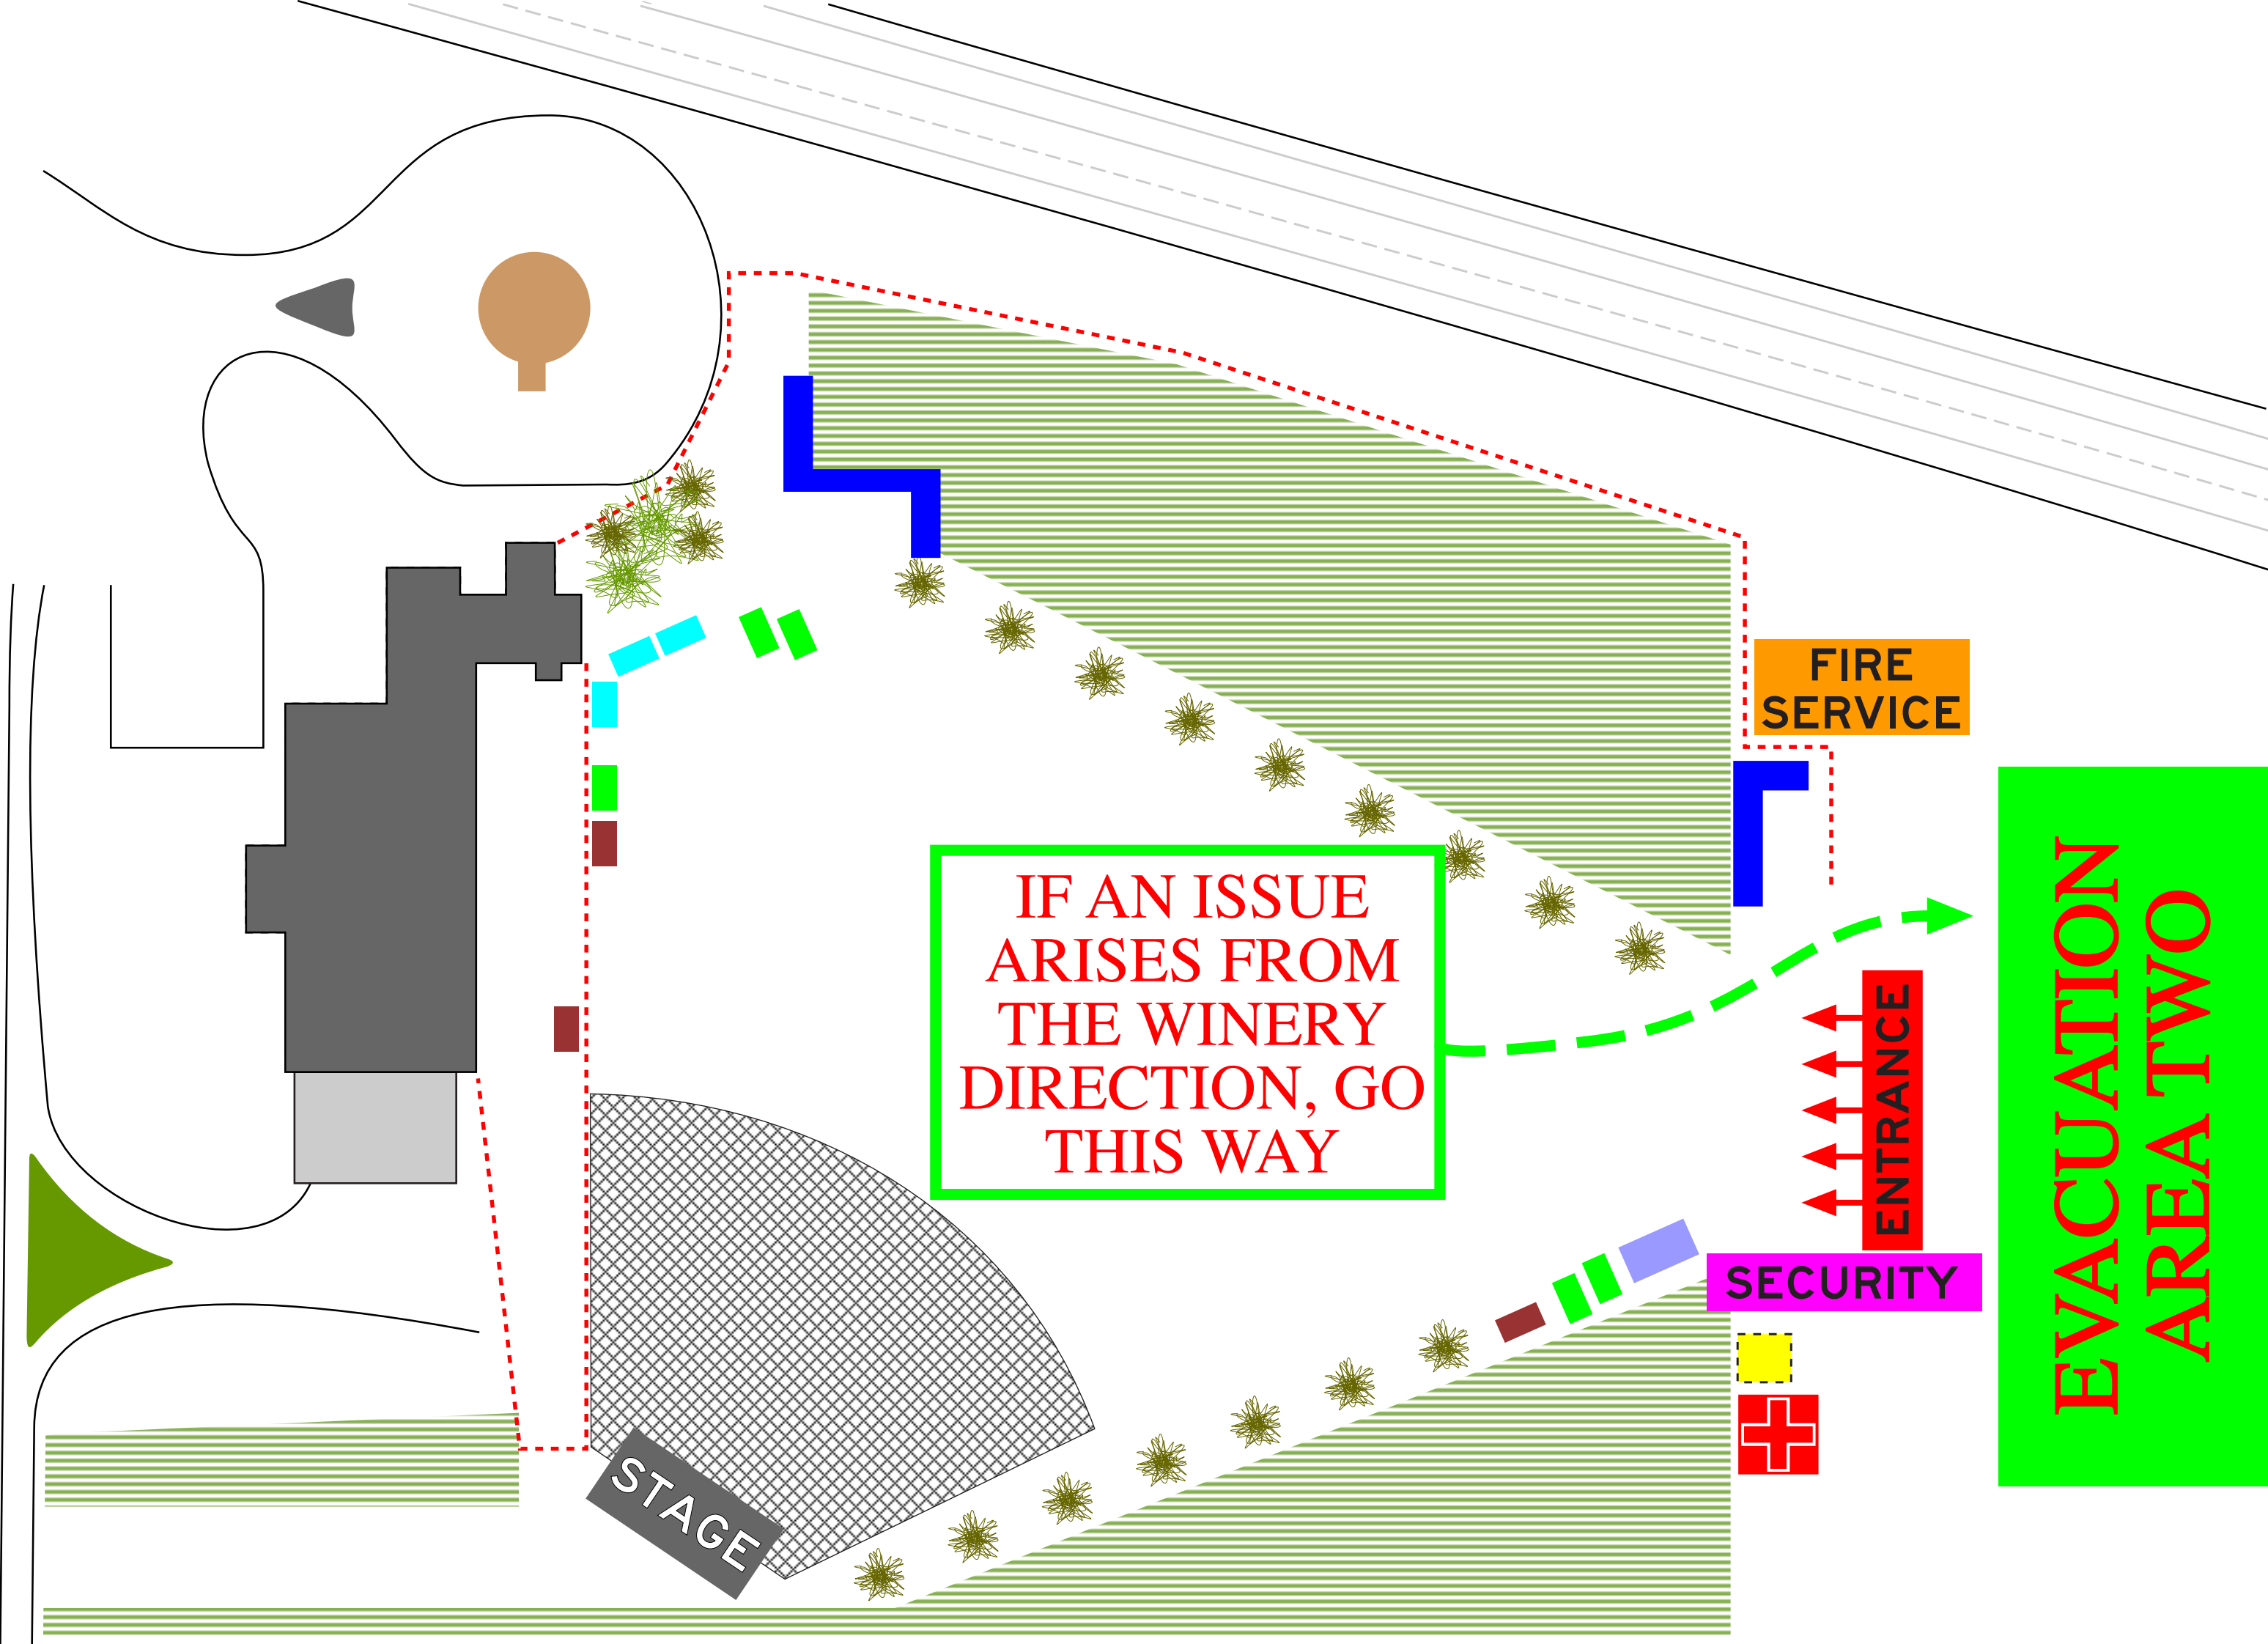 FIRE
SERVICE
IF AN ISSUE
ARISES FROM
THE WINERY
DIRECTION, GO
THIS WAY
ENTRANCE
EVACUATION
AREA TWO
SECURITY
STAGE